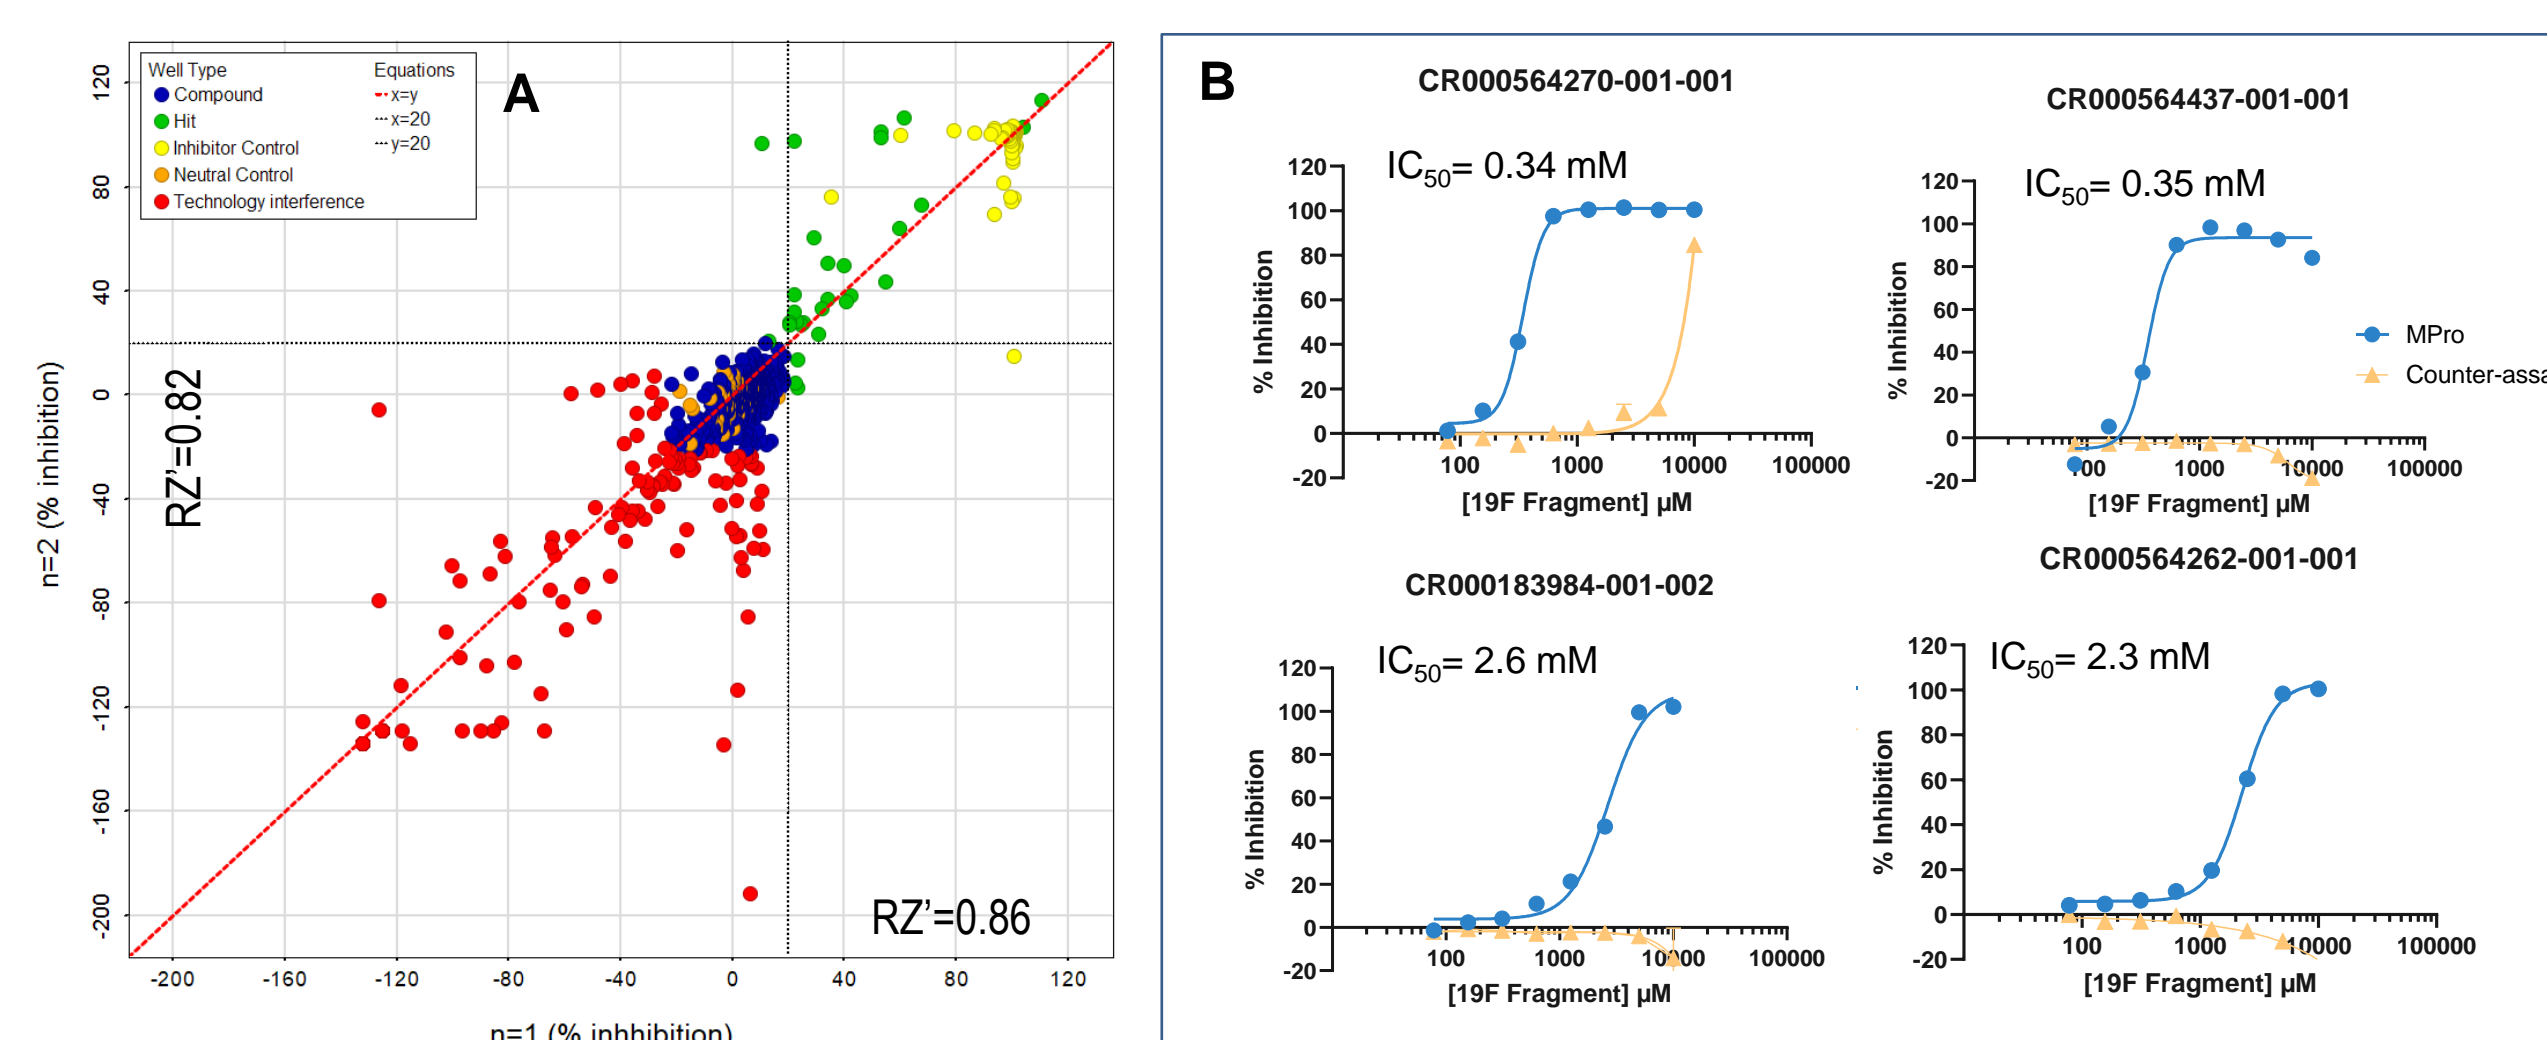 A
Well Type
Compound
Hit
Inhibitor Control
Neutral Control
Technology interference
Equations
x=y
x=20
y=20
120
80
40
0
-40
-80
-120
-160
-200
n=2 (% inhibition)
RZ'=0.82
RZ'=0.86
-200 -160 -120 -80 -40 0 40 80 120
n=1 (% inhhibition)
B
CR000564270-001-001
IC50= 0.34 mM
120
100
80
60
40
20
0
-20
% Inhibition
100 1000 10000 100000
[19F Fragment] µM
CR000564437-001-001
IC50= 0.35 mM
120
100
80
60
40
20
0
-20
% Inhibition
100 1000 10000 100000
[19F Fragment] µM
MPro
Counter-assa
CR000183984-001-002
IC50= 2.6 mM
120
100
80
60
40
20
0
-20
% Inhibition
100 1000 10000 100000
[19F Fragment] µM
CR000564262-001-001
IC50= 2.3 mM
120
100
80
60
40
20
0
-20
% Inhibition
100 1000 10000 100000
[19F Fragment] µM